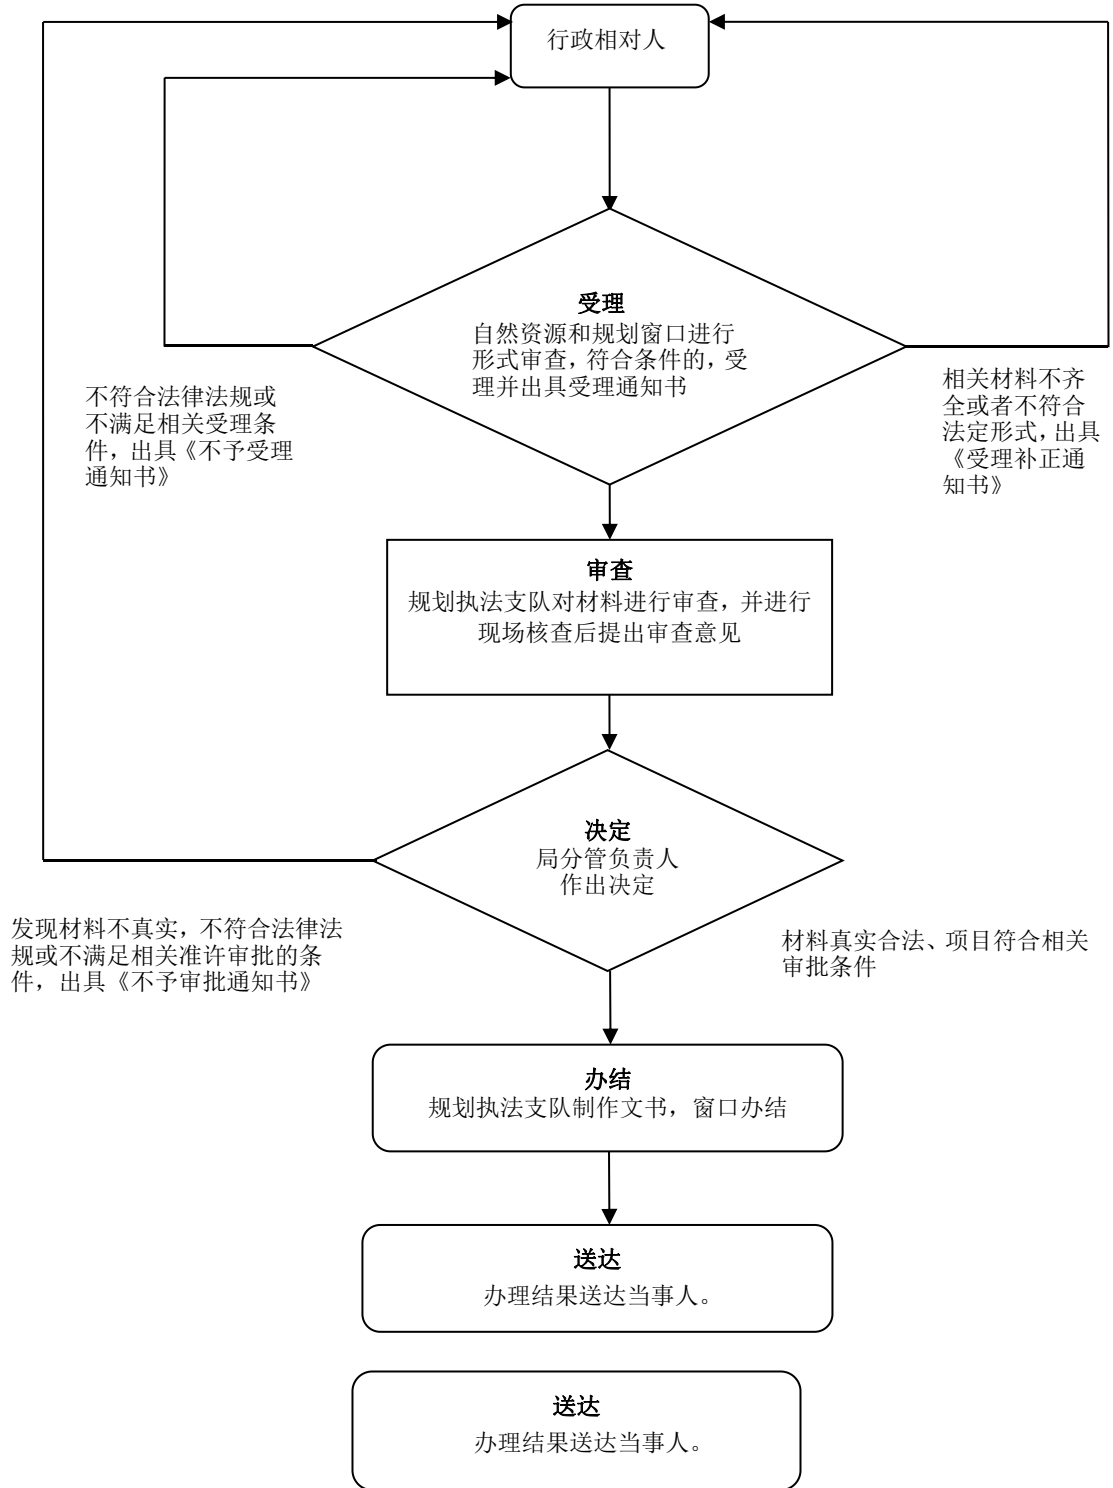 行政相对人
受理
自然资源和规划窗口进行
形式审查，符合条件的，受
理并出具受理通知书
不符合法律法规或
不满足相关受理条
件，出具《不予受理
通知书》
相关材料不齐
全或者不符合
法定形式，出具
《受理补正通
知书》
审查
规划执法支队对材料进行审查，并进行
现场核查后提出审查意见
决定
局分管负责人
作出决定
发现材料不真实，不符合法律法
规或不满足相关准许审批的条
件，出具《不予审批通知书》
材料真实合法、项目符合相关
审批条件
办结
规划执法支队制作文书，窗口办结
送达
办理结果送达当事人。
送达
办理结果送达当事人。